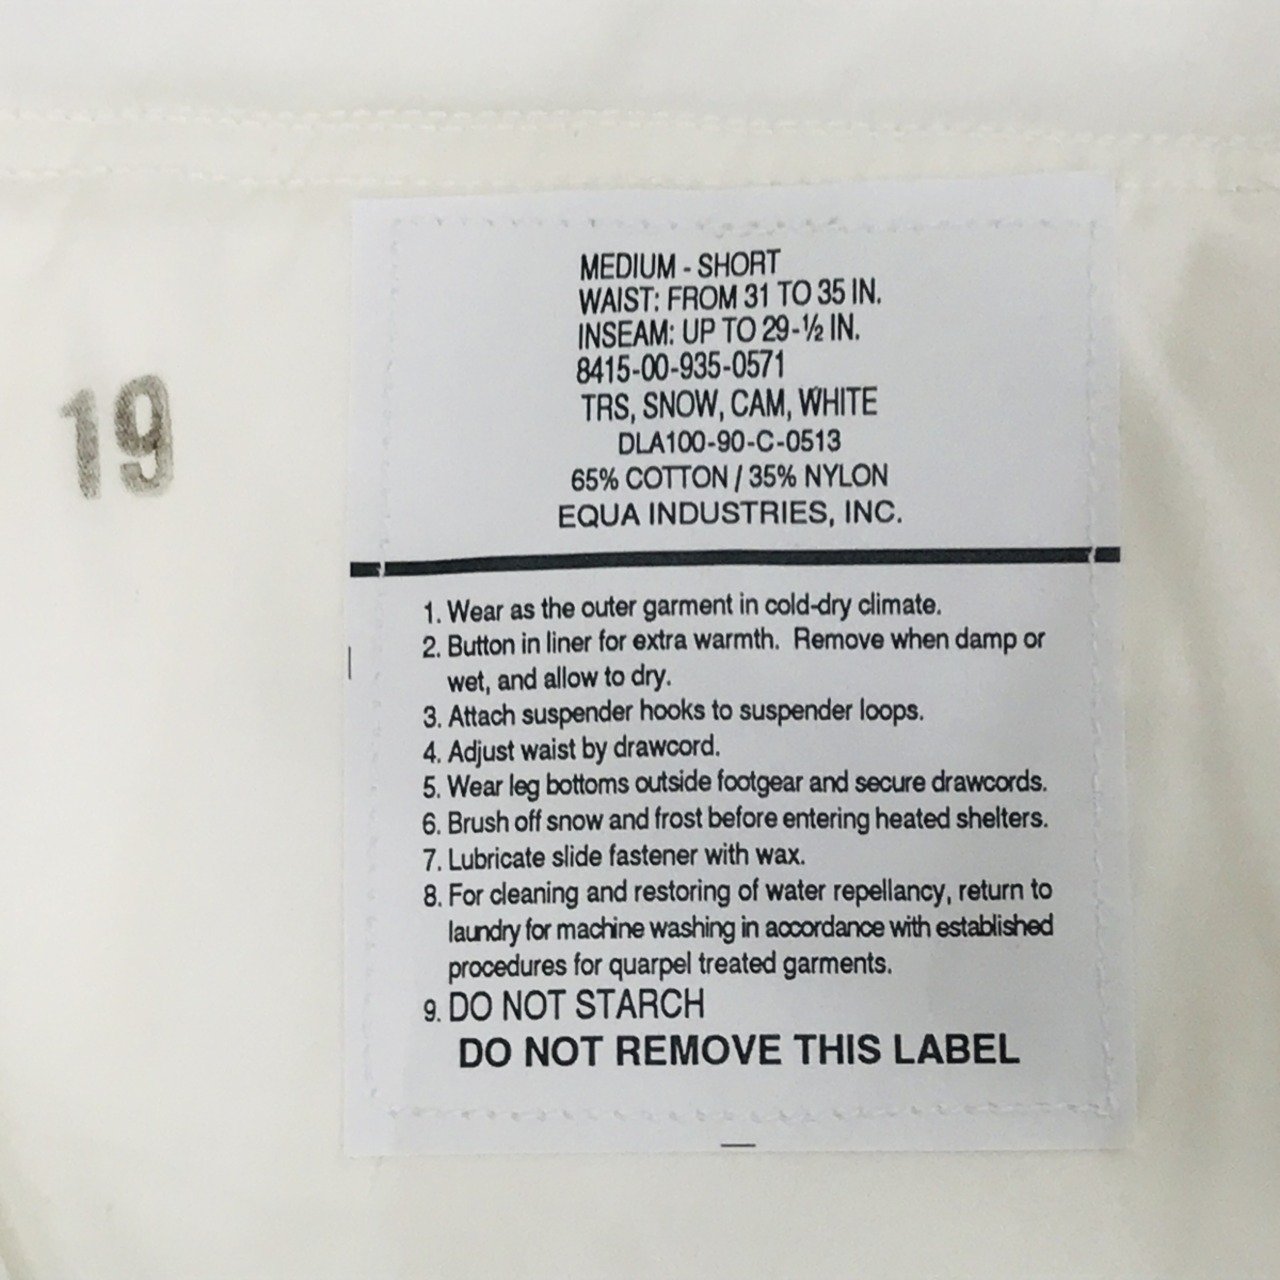 19
MEDIUM - SHORT
WAIST: FROM 31 TO 35 IN.
INSEAM: UP TO 29-½ IN.
8415-00-935-0571
TRS, SNOW, CAM, WHITE
DLA100-90-C-0513
65% COTTON / 35% NYLON
EQUA INDUSTRIES, INC.
1. Wear as the outer garment in cold-dry climate.
2. Button in liner for extra warmth. Remove when damp or
wet, and allow to dry.
3. Attach suspender hooks to suspender loops.
4. Adjust waist by drawcord.
5. Wear leg bottoms outside footgear and secure drawcords.
6. Brush off snow and frost before entering heated shelters.
7. Lubricate slide fastener with wax.
8. For cleaning and restoring of water repellancy, return to
laundry for machine washing in accordance with established
procedures for quarpel treated garments.
9. DO NOT STARCH
DO NOT REMOVE THIS LABEL